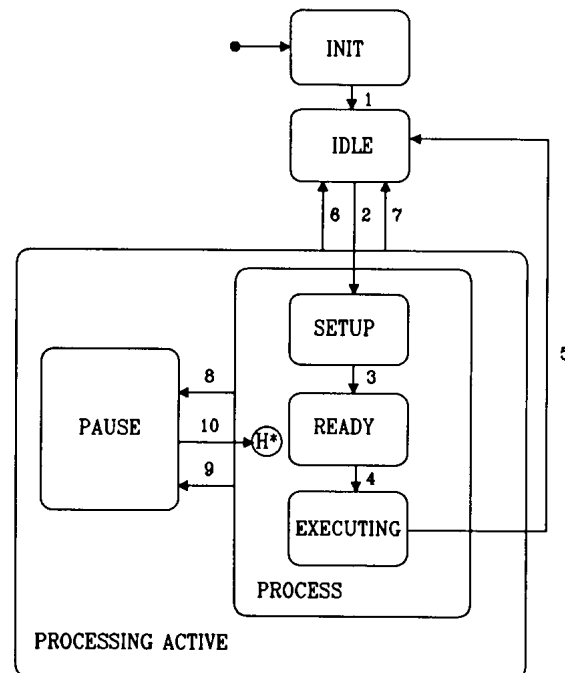 INIT
1
IDLE
6 2 7
SETUP
3
5
8
PAUSE
READY
10
H*
4
9
EXECUTING
PROCESS
PROCESSING ACTIVE